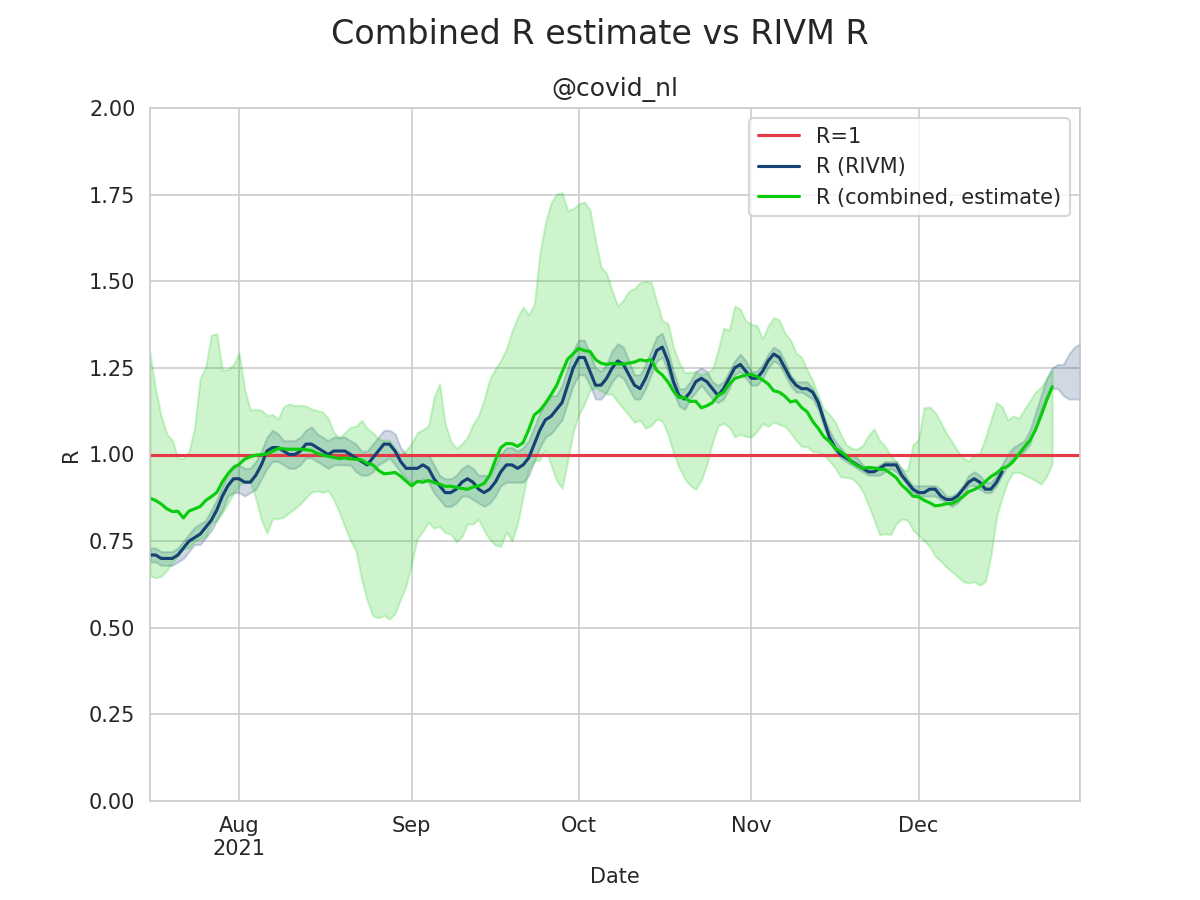 Combined R estimate vs RIVM R
@covid_nl
2.00
1.75
1.50
1.25
1.00
0.75
0.50
0.25
0.00
R
R=1
R (RIVM)
R (combined, estimate)
Aug Sep Oct Nov Dec
2021
Date